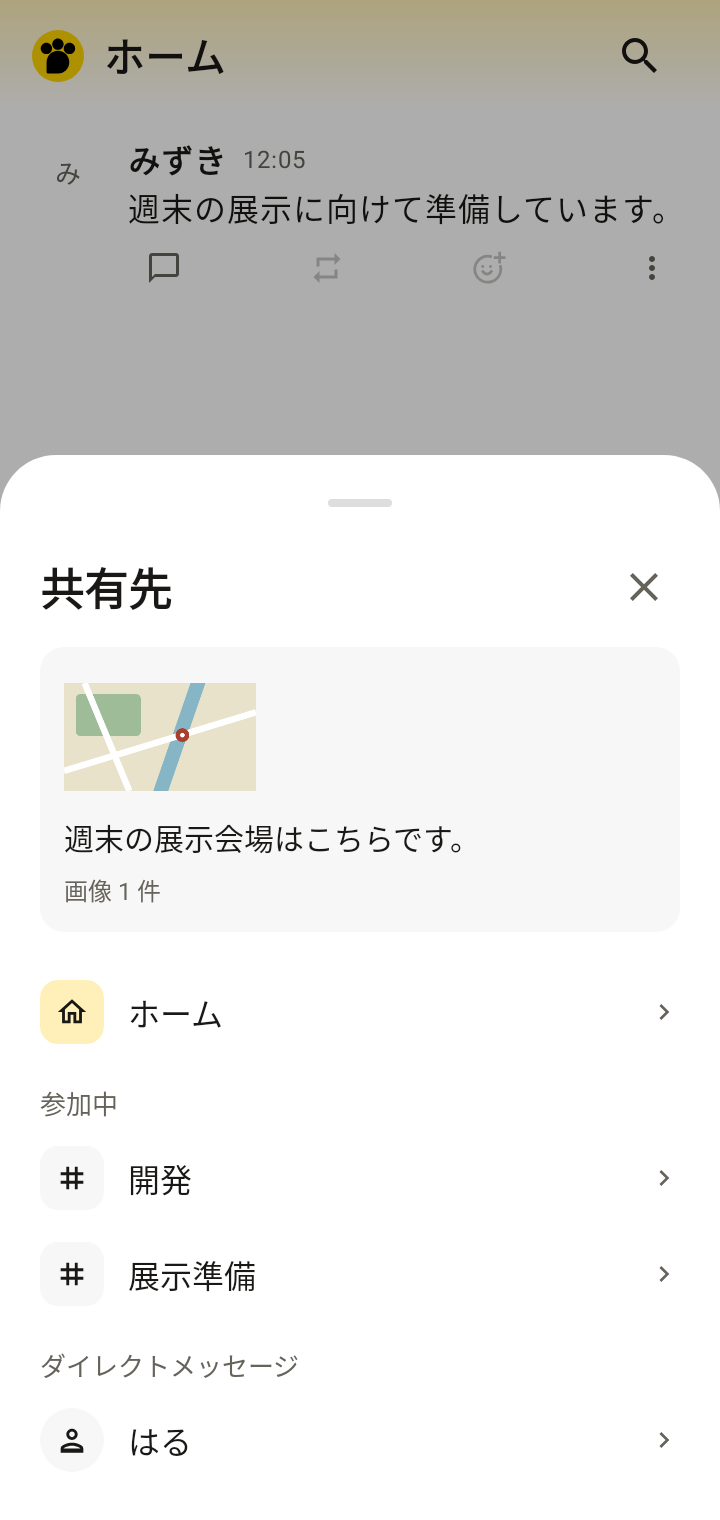 ホーム
み
みずき 12:05
週末の展示に向けて準備しています。
共有先
週末の展示会場はこちらです。
画像 1 件
ホーム
参加中
開発
展示準備
ダイレクトメッセージ
はる